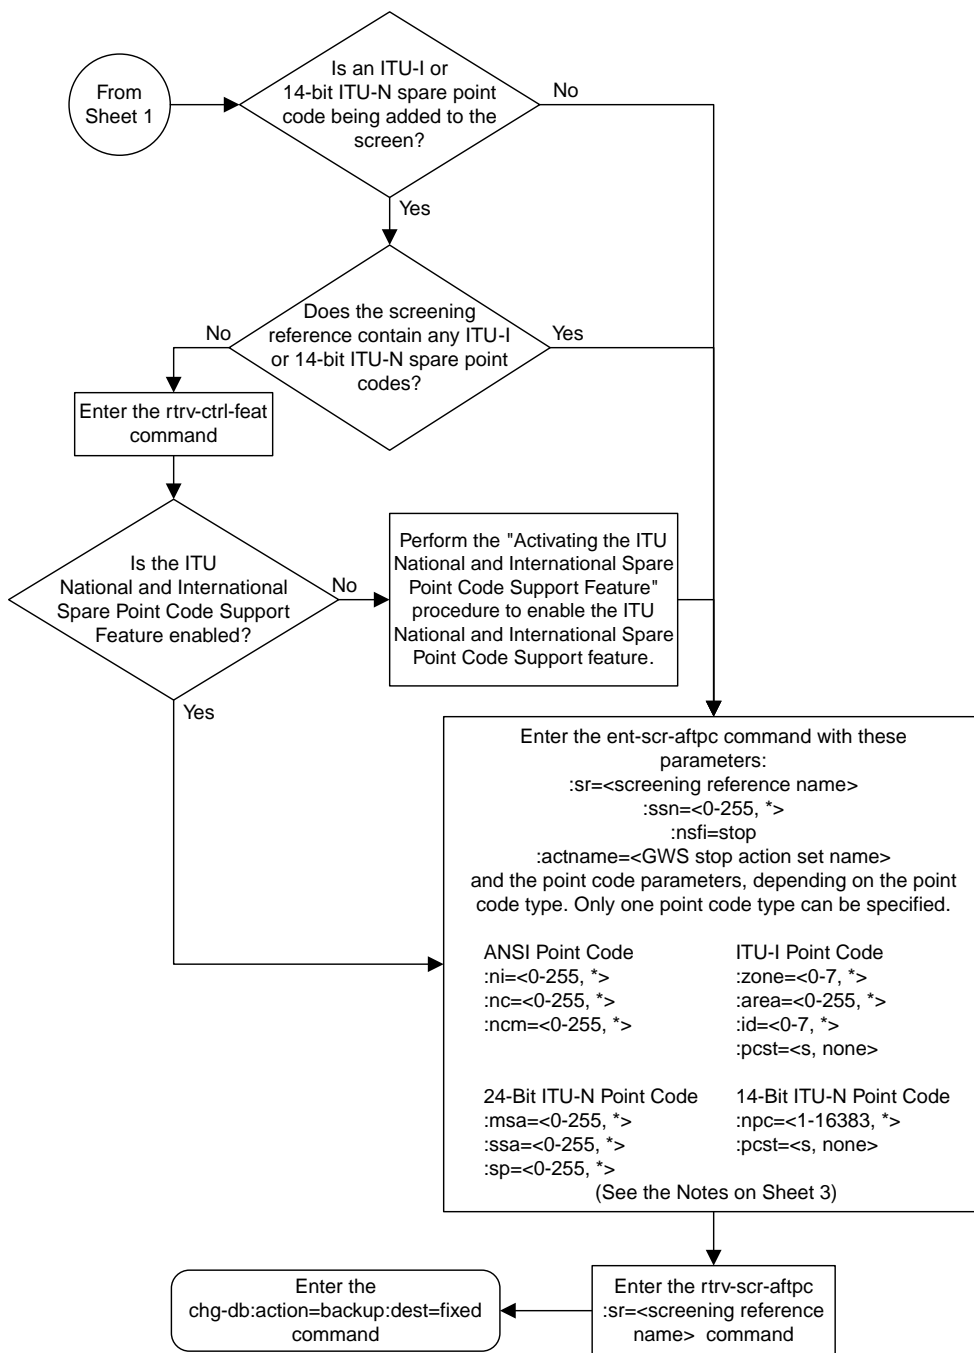 From
Sheet 1
Is an ITU-I or
14-bit ITU-N spare point
code being added to the
screen?
No
Yes
Does the screening
reference contain any ITU-I
or 14-bit ITU-N spare point
codes?
No
Yes
Enter the rtrv-ctrl-feat
command
Is the ITU
National and International
Spare Point Code Support
Feature enabled?
No
Yes
Perform the "Activating the ITU
National and International Spare
Point Code Support Feature"
procedure to enable the ITU
National and International Spare
Point Code Support feature.
Enter the ent-scr-aftpc command with these
parameters:
:sr=<screening reference name>
:ssn=<0-255, *>
:nsfi=stop
:actname=<GWS stop action set name>
and the point code parameters, depending on the point
code type. Only one point code type can be specified.
ANSI Point Code
:ni=<0-255, *>
:nc=<0-255, *>
:ncm=<0-255, *>
ITU-I Point Code
:zone=<0-7, *>
:area=<0-255, *>
:id=<0-7, *>
:pcst=<s, none>
24-Bit ITU-N Point Code
:msa=<0-255, *>
:ssa=<0-255, *>
:sp=<0-255, *>
14-Bit ITU-N Point Code
:npc=<1-16383, *>
:pcst=<s, none>
(See the Notes on Sheet 3)
Enter the rtrv-scr-aftpc
:sr=<screening reference
name> command
Enter the
chg-db:action=backup:dest=fixed
command